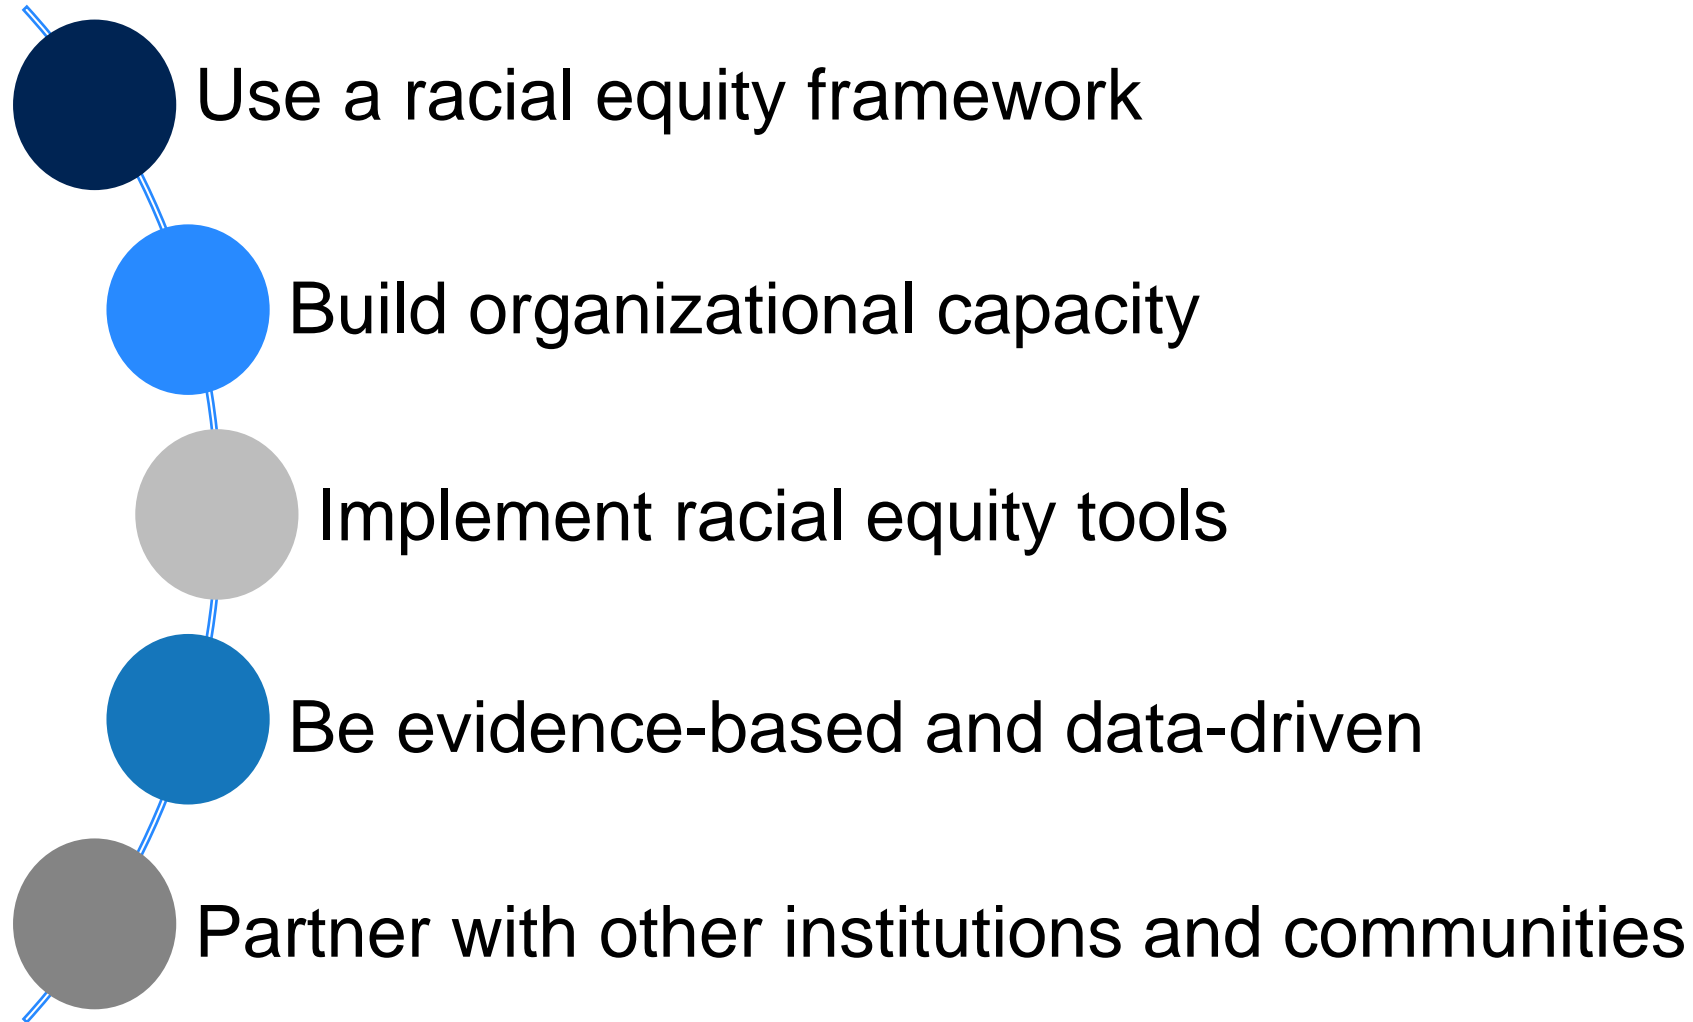 Use a racial equity framework
Build organizational capacity
Implement racial equity tools
Be evidence-based and data-driven
Partner with other institutions and communities